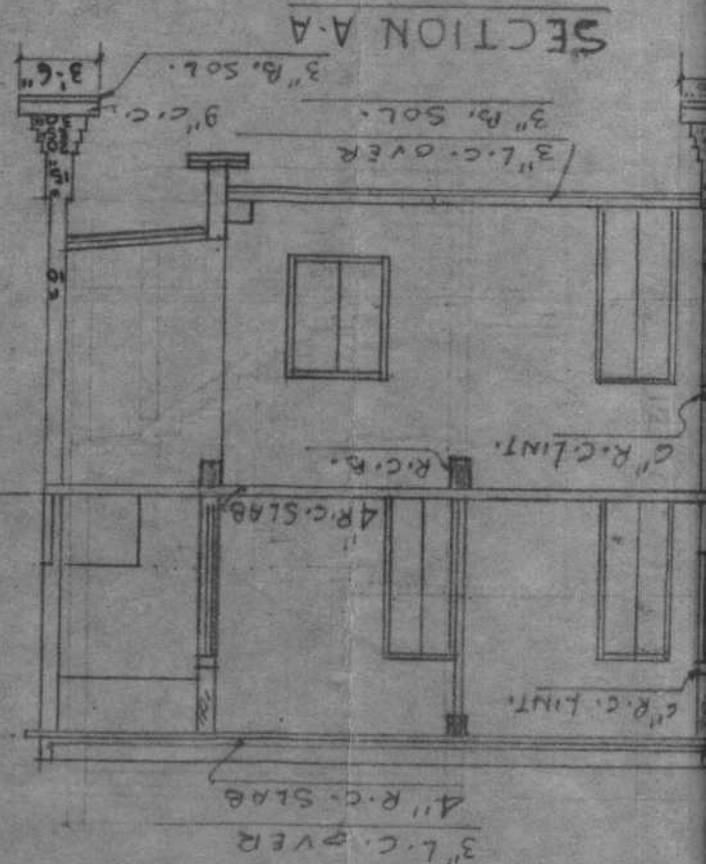 3" L.C. OVER
4" R.C. SLAB
6" R.C. LINT.
4" R.C. SLAB
R.C.B.
6" R.C. LINT.
3" L.C. OVER
3" B. SOL.
9" C.C.
3" B. SOL.
3'-6"
SECTION A-A